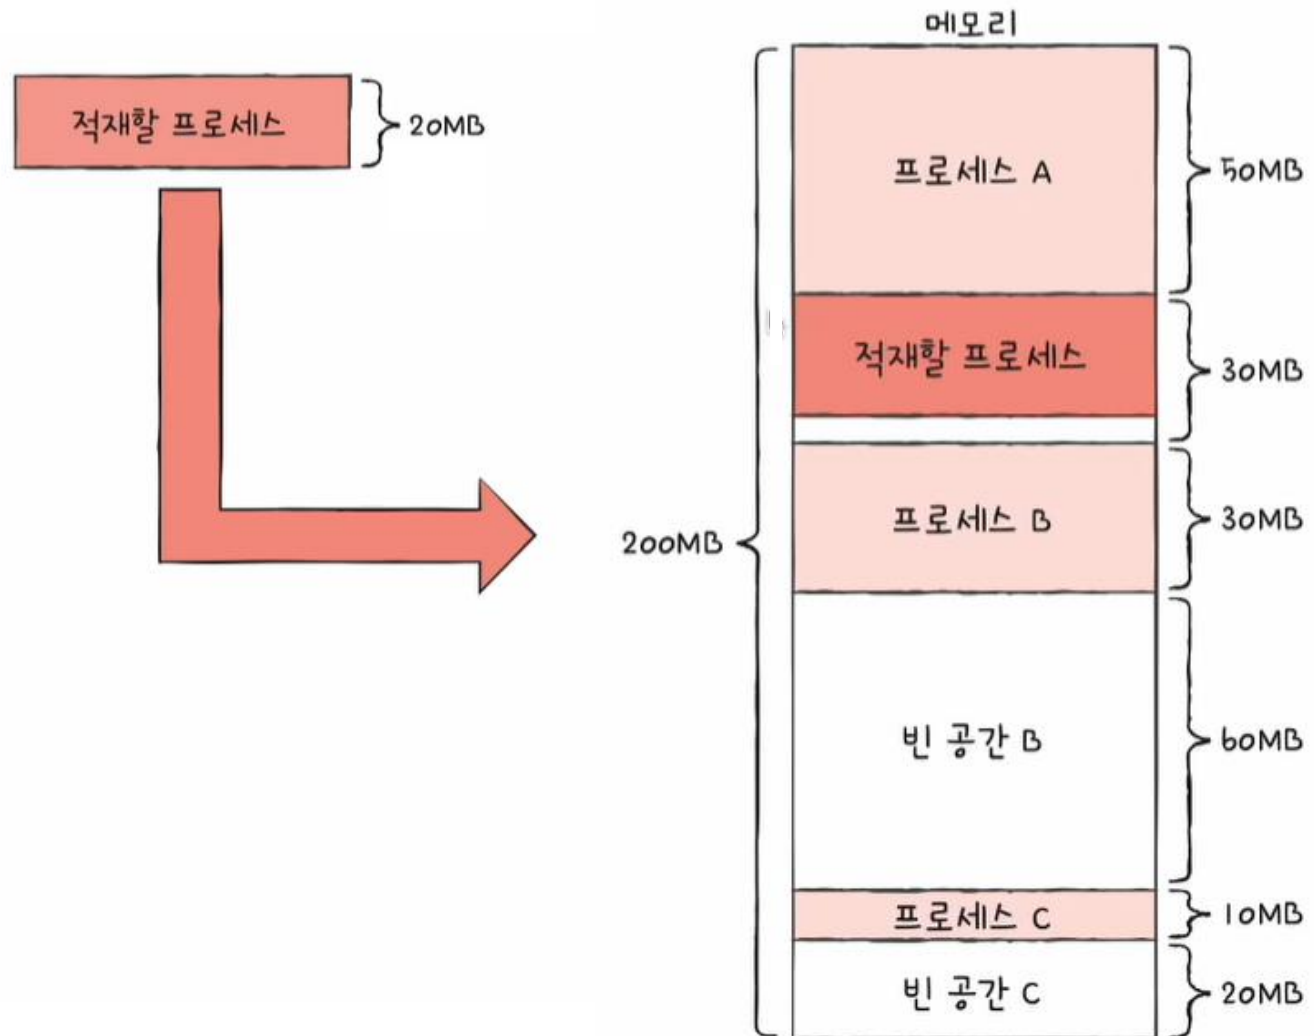 메모리
적재할 프로세스
20MB
프로세스 A
50MB
적재할 프로세스
30MB
프로세스 B
30MB
200MB
빈 공간 B
60MB
프로세스 C
10MB
빈 공간 C
20MB